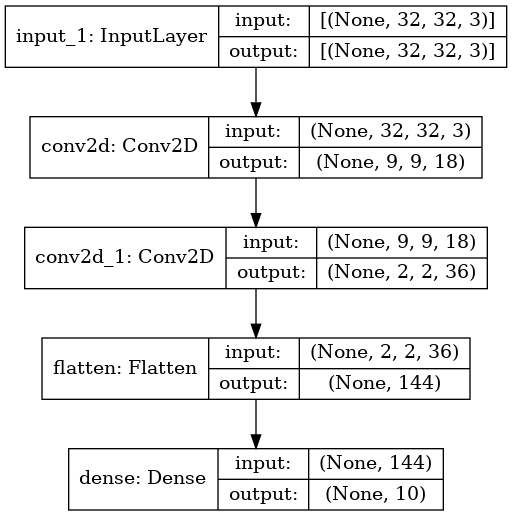 input_1: InputLayer
input:
[(None, 32, 32, 3)]
output:
[(None, 32, 32, 3)]
conv2d: Conv2D
input:
(None, 32, 32, 3)
output:
(None, 9, 9, 18)
conv2d_1: Conv2D
input:
(None, 9, 9, 18)
output:
(None, 2, 2, 36)
flatten: Flatten
input:
(None, 2, 2, 36)
output:
(None, 144)
dense: Dense
input:
(None, 144)
output:
(None, 10)